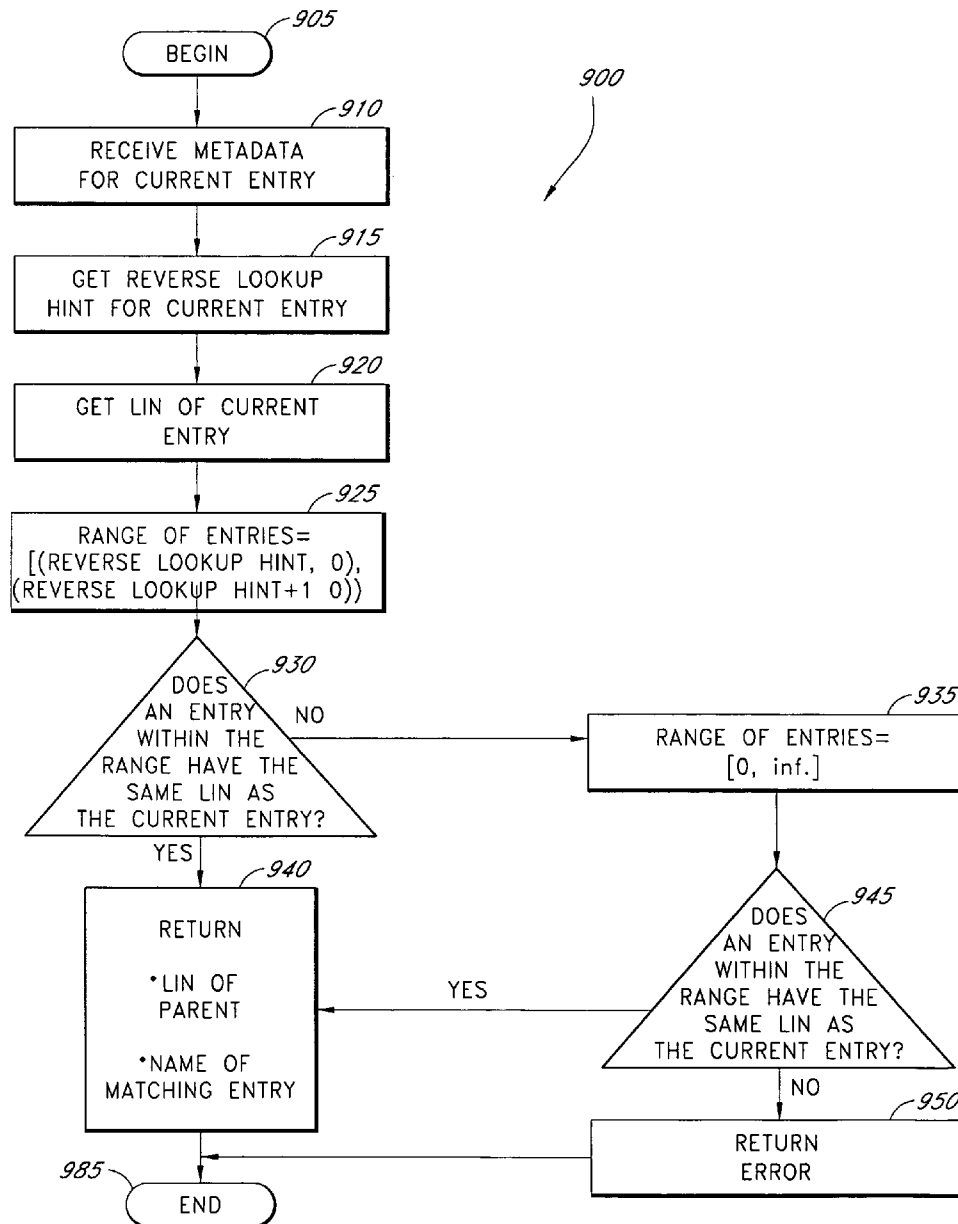 905
BEGIN
900
910
RECEIVE METADATA
FOR CURRENT ENTRY
915
GET REVERSE LOOKUP
HINT FOR CURRENT ENTRY
920
GET LIN OF CURRENT
ENTRY
925
RANGE OF ENTRIES=
[(REVERSE LOOKUP HINT, 0),
(REVERSE LOOKUP HINT+1 0))
930
DOES
AN ENTRY
WITHIN THE
RANGE HAVE THE
SAME LIN AS
THE CURRENT ENTRY?
NO
935
RANGE OF ENTRIES=
[0, inf.]
YES
940
RETURN
•LIN OF
PARENT
•NAME OF
MATCHING ENTRY
945
DOES
AN ENTRY
WITHIN THE
RANGE HAVE THE
SAME LIN AS
THE CURRENT ENTRY?
YES
NO
950
RETURN
ERROR
985
END